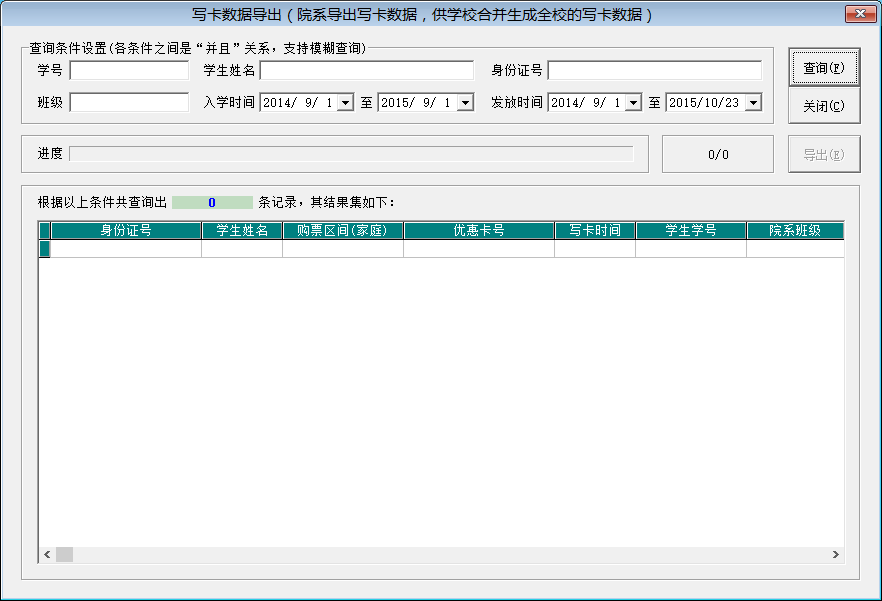 写卡数据导出（院系导出写卡数据，供学校合并生成全校的写卡数据）
查询条件设置(各条件之间是“并且”关系，支持模糊查询)
学号 学生姓名 身份证号 查询(F)
班级 入学时间 2014/ 9/ 1 至 2015/ 9/ 1 发放时间 2014/ 9/ 1 至 2015/10/23 关闭(C)
进度 0/0 导出(E)
根据以上条件共查询出 0 条记录，其结果集如下：
身份证号 学生姓名 购票区间(家庭) 优惠卡号 写卡时间 学生学号 院系班级